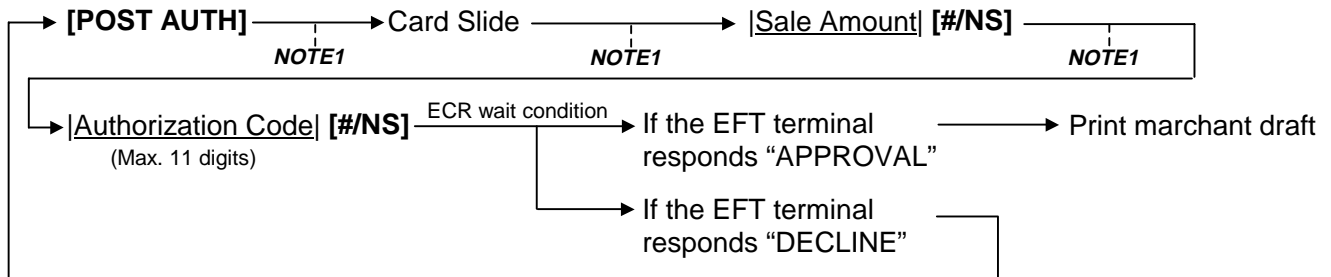 [POST AUTH] Card Slide |Sale Amount| [#/NS]
NOTE1 NOTE1 NOTE1
|Authorization Code| [#/NS] ECR wait condition If the EFT terminal Print marchant draft
(Max. 11 digits) responds “APPROVAL”
If the EFT terminal
responds “DECLINE”